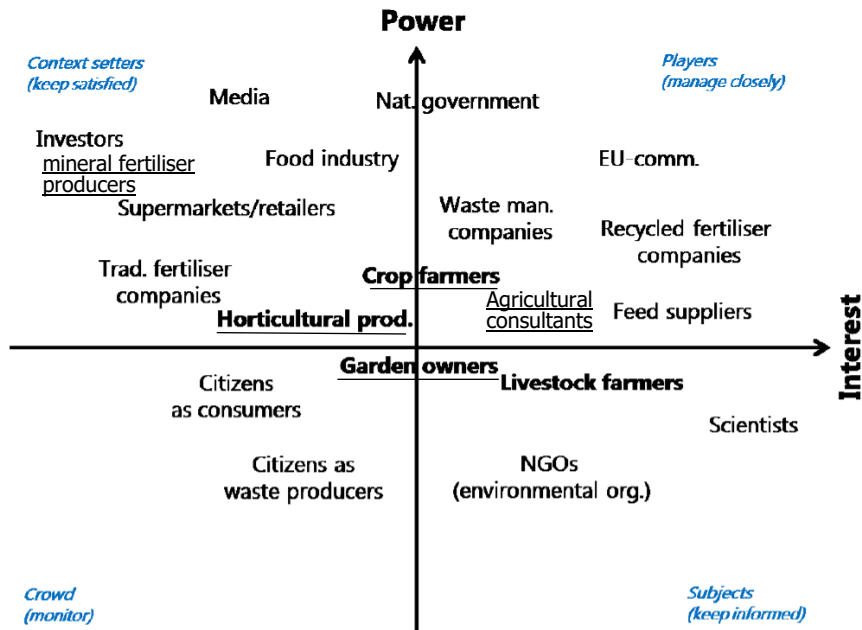 Power
Context setters
(keep satisfied)
Players
(manage closely)
Media
Nat. government
Investors
mineral fertiliser
producers
Food industry
EU-comm.
Supermarkets/retailers
Waste man.
companies
Recycled fertiliser
companies
Trad. fertiliser
companies
Crop farmers
Agricultural
consultants
Feed suppliers
Horticultural prod.
Interest
Garden owners
Livestock farmers
Citizens
as consumers
Scientists
Citizens as
waste producers
NGOs
(environmental org.)
Crowd
(monitor)
Subjects
(keep informed)